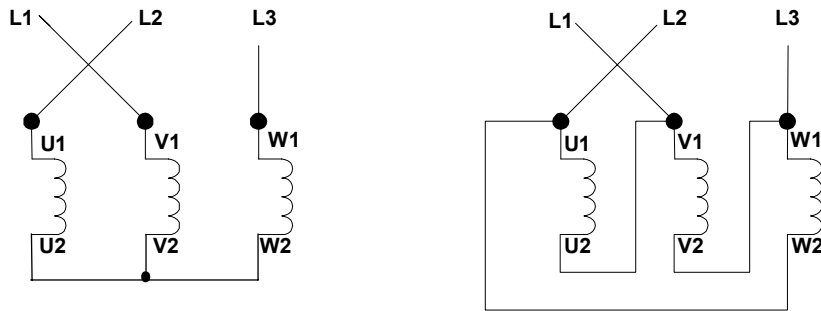 L1 L2 L3 L1 L2 L3
U1 V1 W1 U1 V1 W1
U2 V2 W2 U2 V2 W2